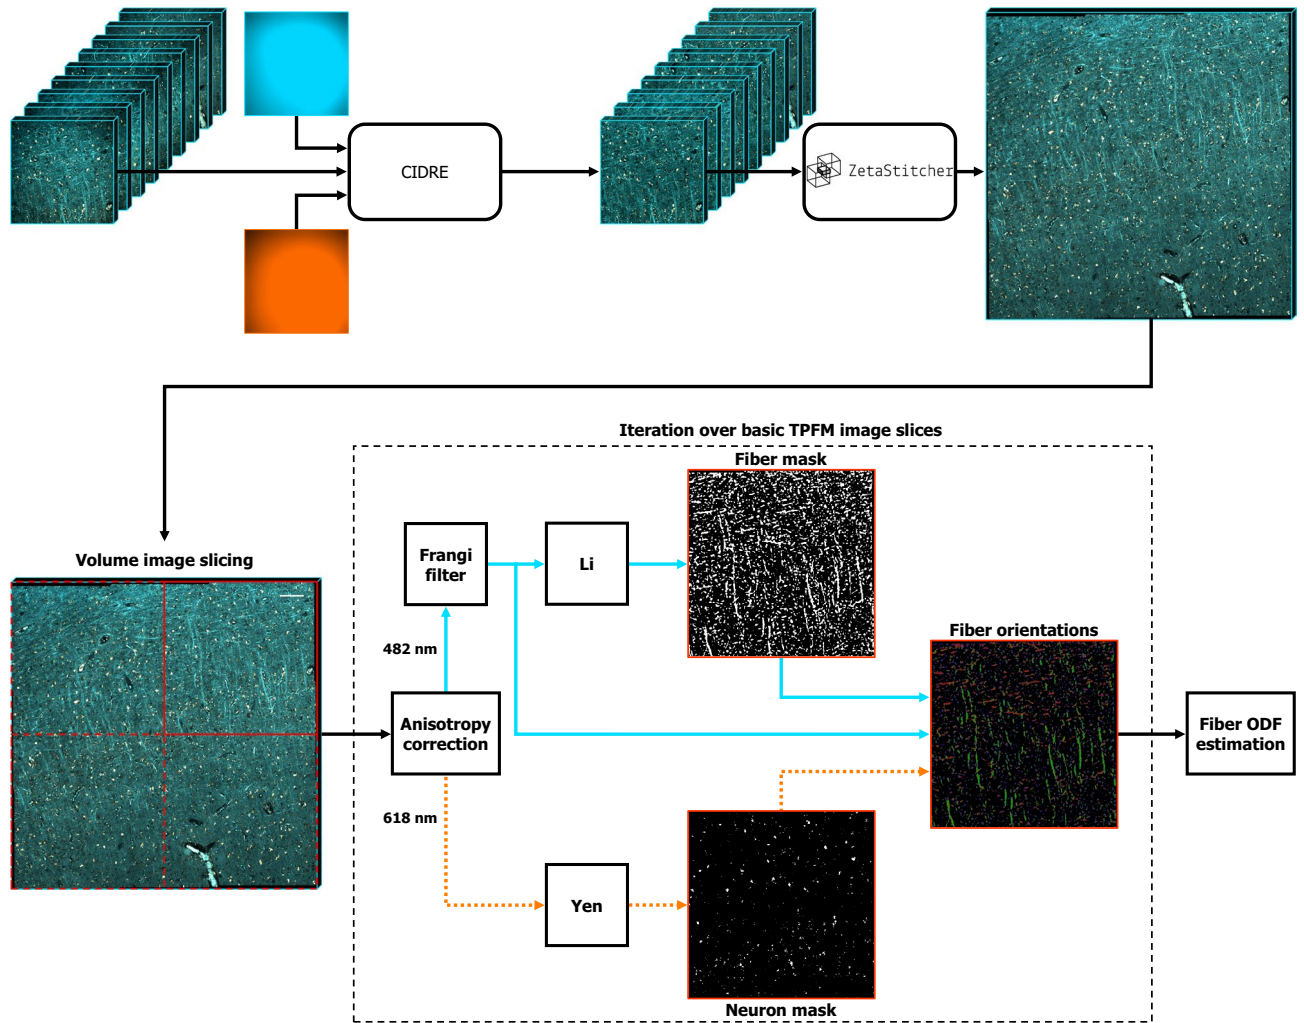 CIDRE
ZetaStitcher
Iteration over basic TPFM image slices
Fiber mask
Volume image slicing
Frangi
filter
Li
482 nm
Fiber orientations
Anisotropy
correction
Fiber ODF
estimation
618 nm
Yen
Neuron mask